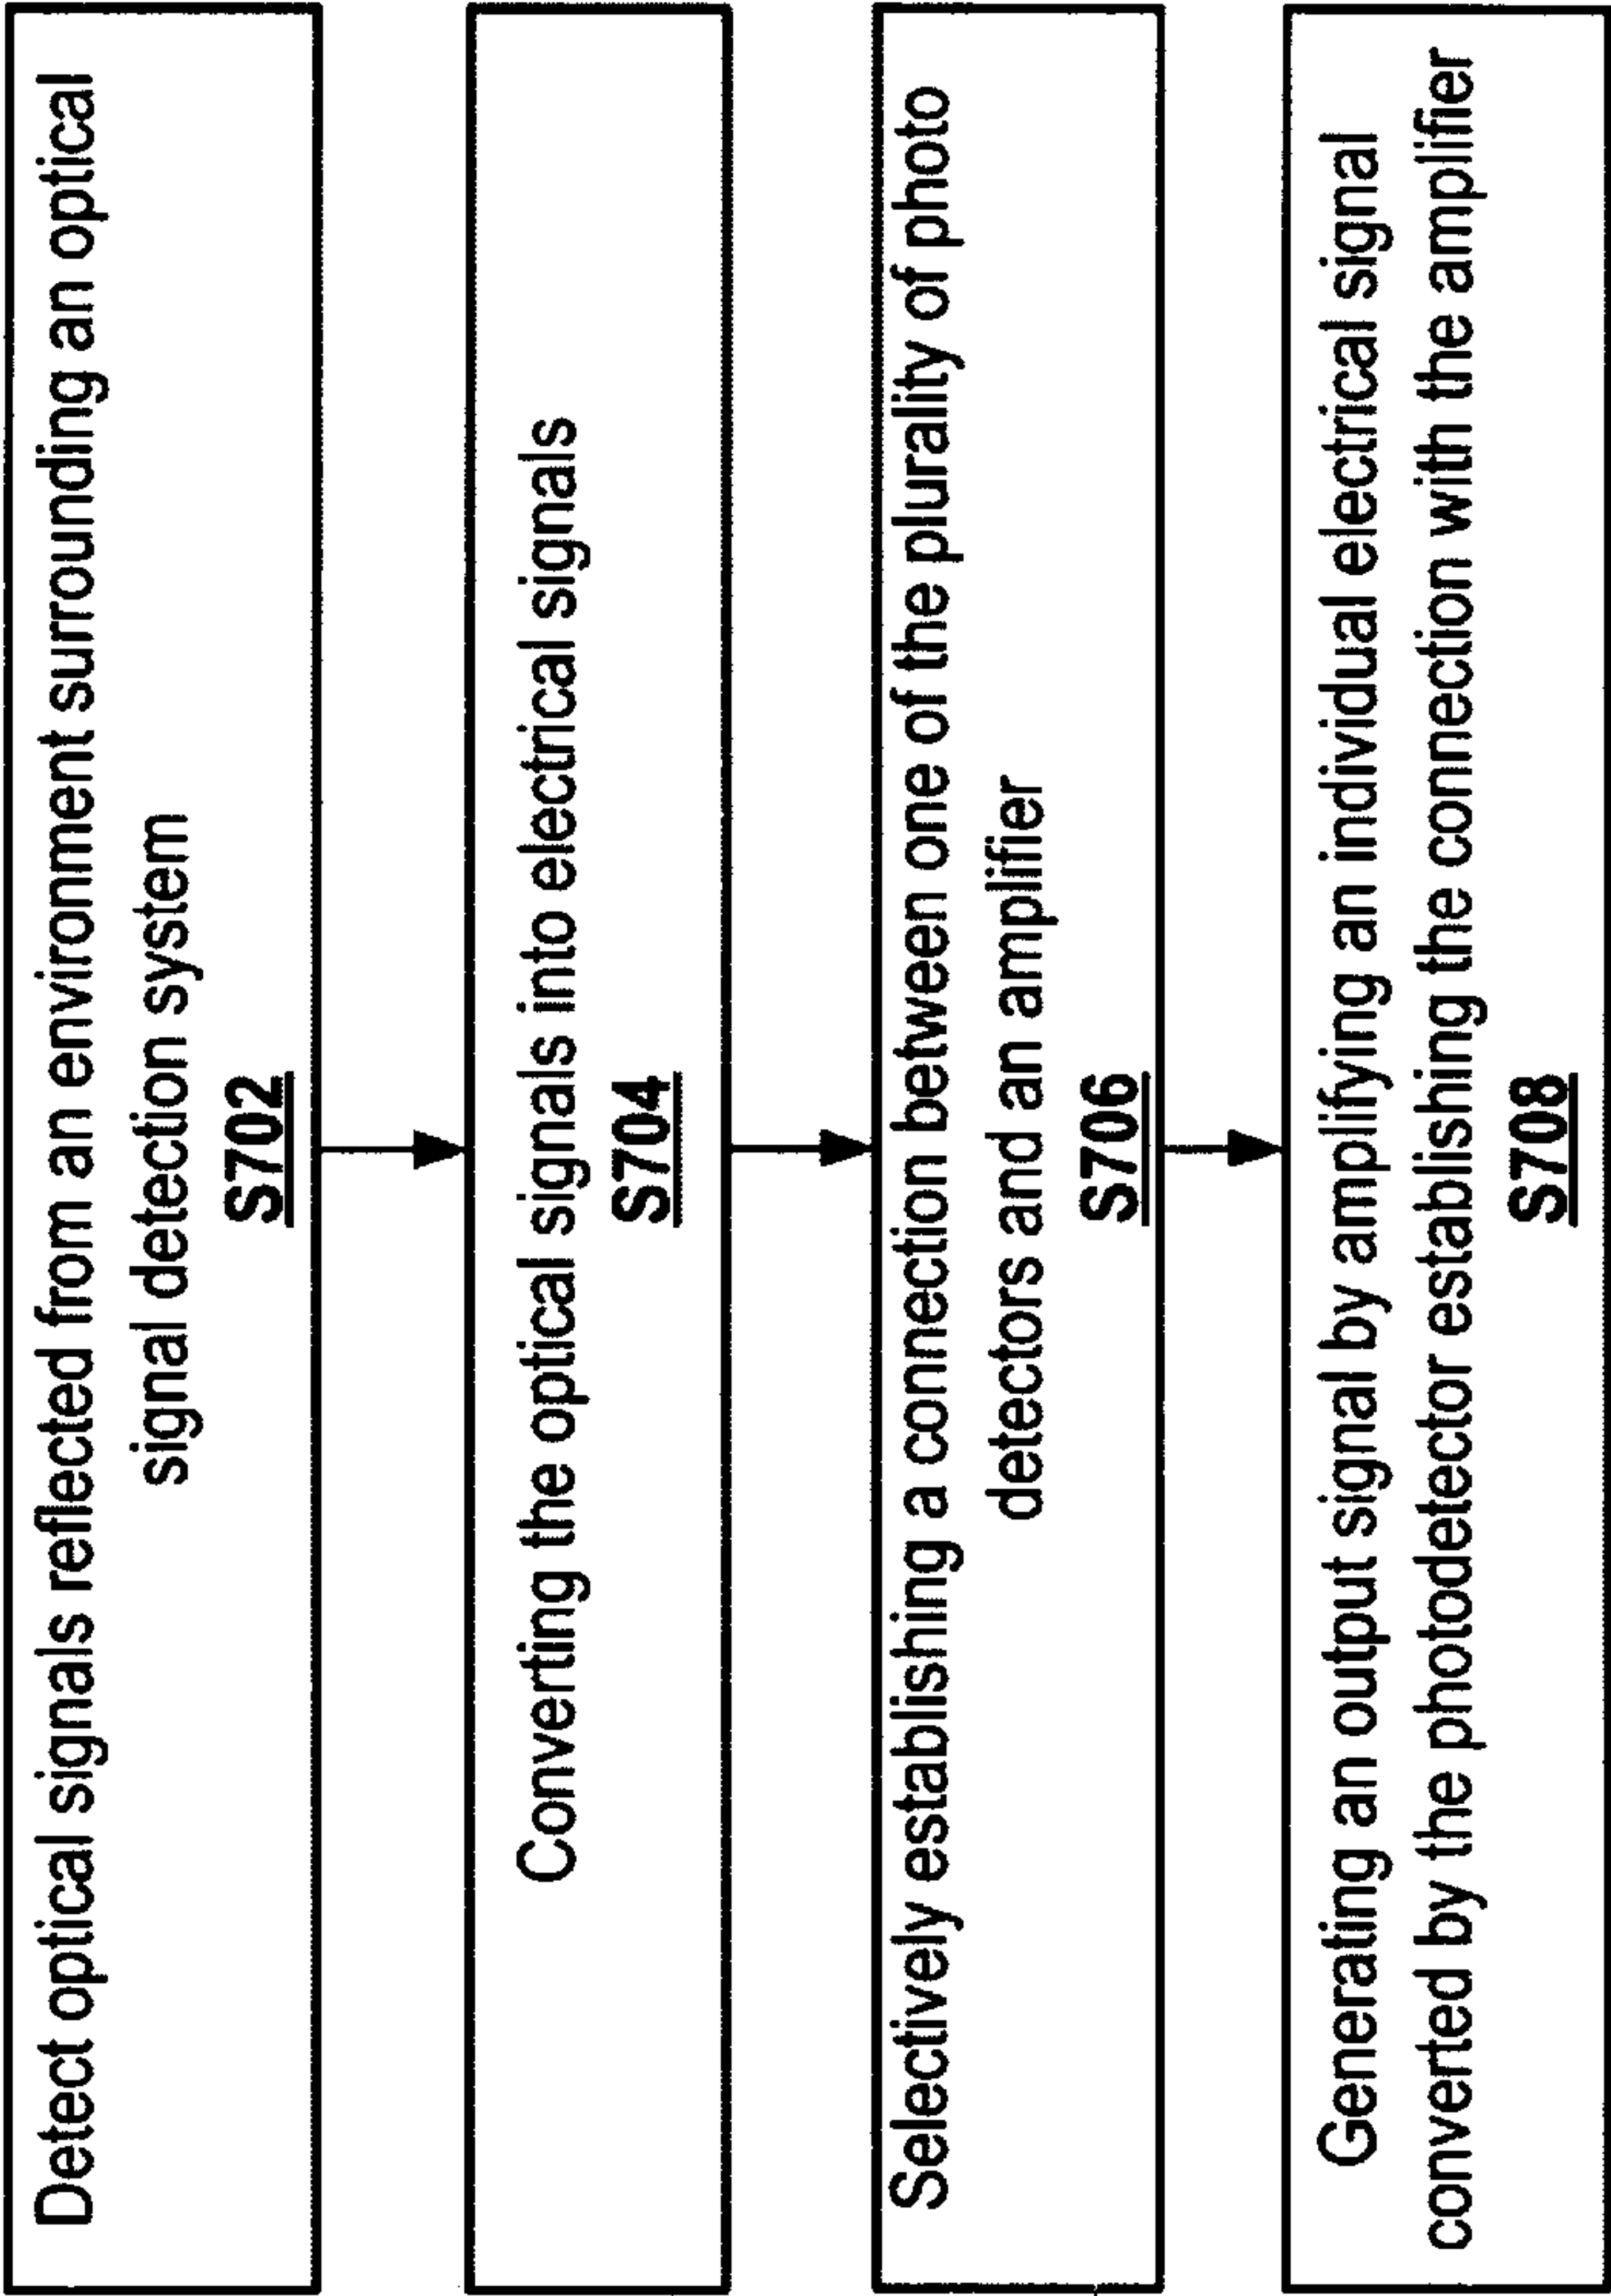 Detect optical signals reflected from an environment surrounding an optical
signal detection system
S702
Converting the optical signals into electrical signals
S704
Selectively establishing a connection between one of the plurality of photo
detectors and an amplifier
S706
Generating an output signal by amplifying an individual electrical signal
converted by the photodetector establishing the connection with the amplifier
S708